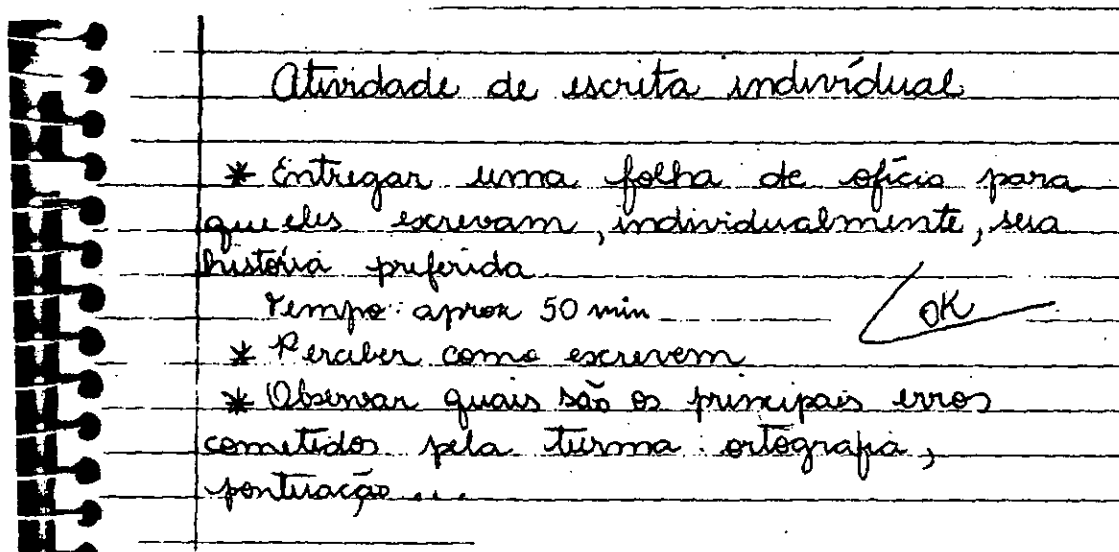 Atividade de escrita indivídual
* Entregar uma folha de ofício para
que eles escrevam, individualmente, sua
história preferida.
Tempo: aprox 50 min
OK
* Perceber como escrevem
* Observar quais são os principais erros
cometidos pela turma: ortografia,
pontuação...